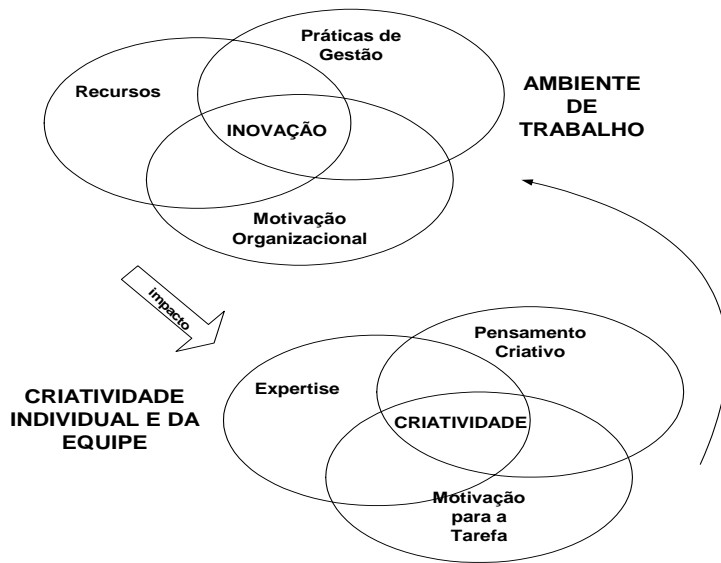 Práticas de
Gestão
Recursos
AMBIENTE
DE
TRABALHO
INOVAÇÃO
Motivação
Organizacional
impacto
Pensamento
Criativo
Expertise
CRIATIVIDADE
INDIVIDUAL E DA
EQUIPE
CRIATIVIDADE
Motivação
para a
Tarefa